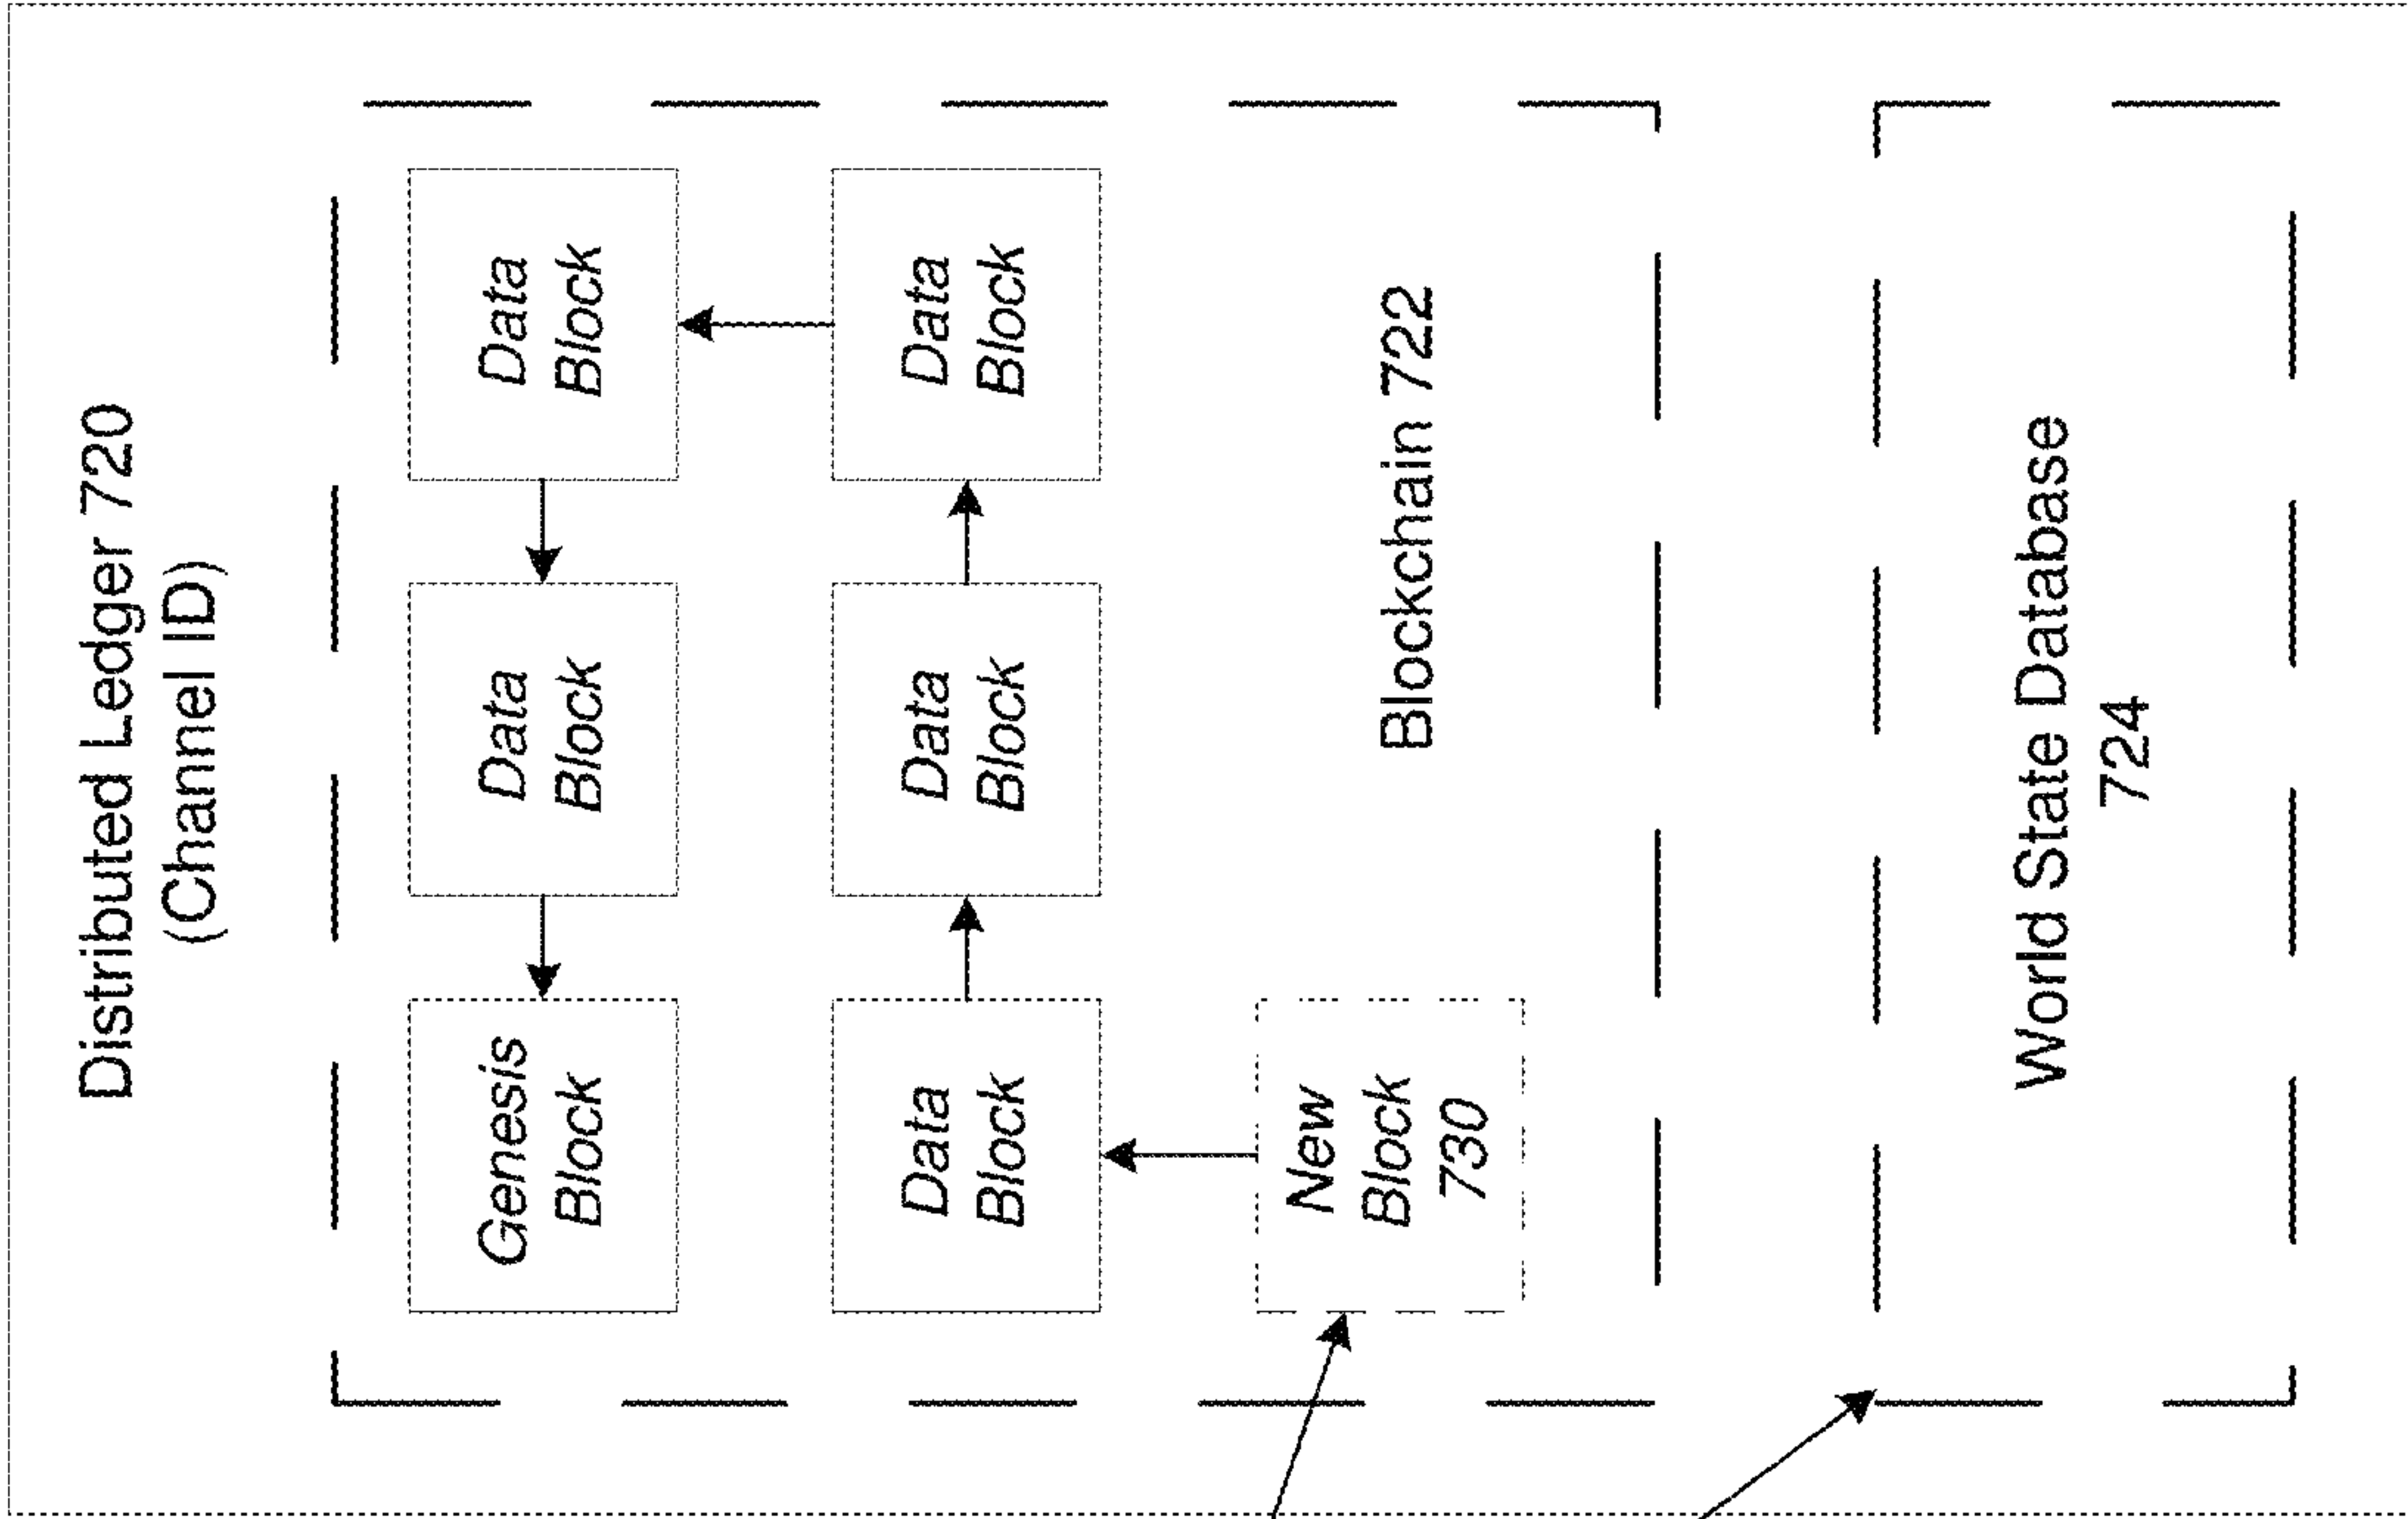 Distributed Ledger 720
(Channel ID)
Genesis
Block
Data
Block
Data
Block
Data
Block
Data
Block
Data
Block
New
Block
730
Blockchain 722
World State Database
724